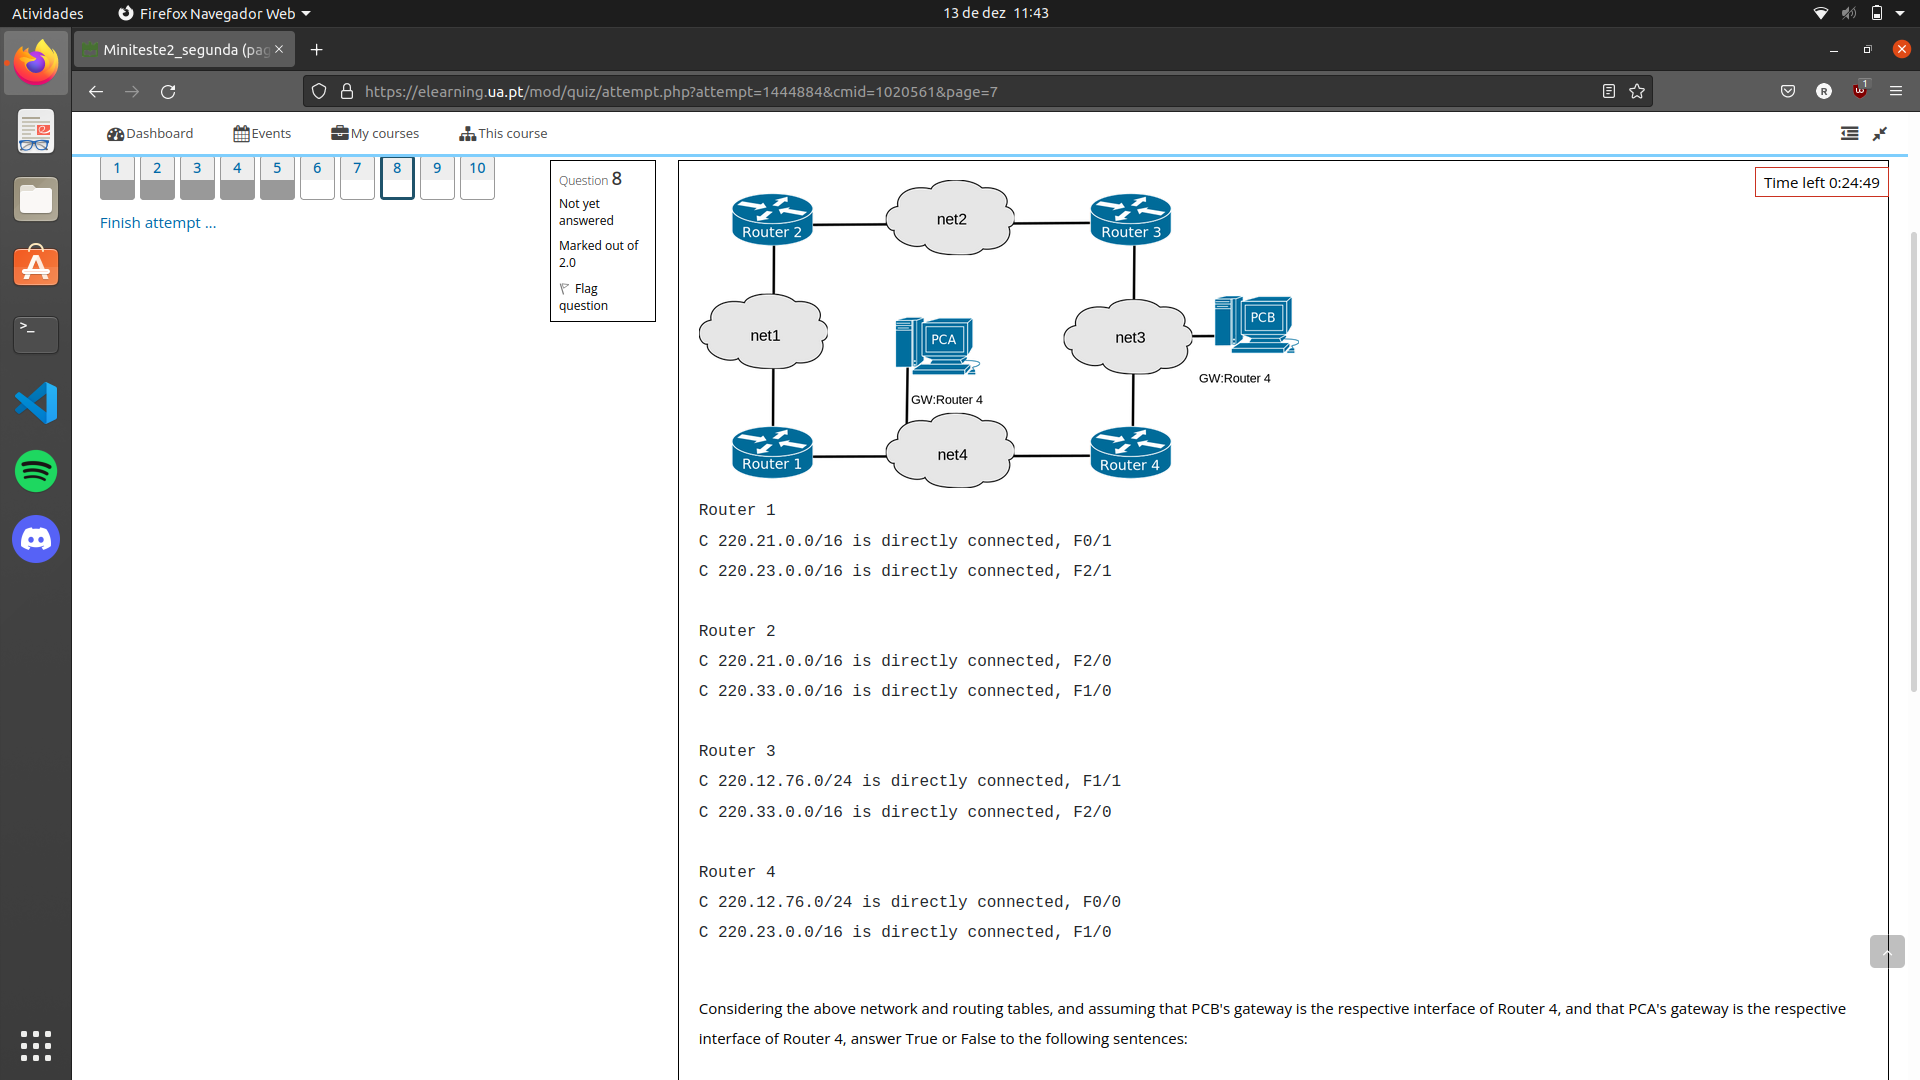 Atividades
Firefox Navegador Web
13 de dez 11:43
Miniteste2_segunda (pag
https://elearning.ua.pt/mod/quiz/attempt.php?attempt=1444884&cmid=1020561&page=7
R
1
Dashboard
Events
My courses
This course
1 2 3 4 5 6 7 8 9 10
Finish attempt ...
Question 8
Not yet
answered
Marked out of
2.0
Flag
question
Time left 0:24:49
Router 2
net2
Router 3
net1
PCA
net3
PCB
GW:Router 4
GW:Router 4
Router 1
net4
Router 4
Router 1
C 220.21.0.0/16 is directly connected, F0/1
C 220.23.0.0/16 is directly connected, F2/1
Router 2
C 220.21.0.0/16 is directly connected, F2/0
C 220.33.0.0/16 is directly connected, F1/0
Router 3
C 220.12.76.0/24 is directly connected, F1/1
C 220.33.0.0/16 is directly connected, F2/0
Router 4
C 220.12.76.0/24 is directly connected, F0/0
C 220.23.0.0/16 is directly connected, F1/0
Considering the above network and routing tables, and assuming that PCB's gateway is the respective interface of Router 4, and that PCA's gateway is the respective
interface of Router 4, answer True or False to the following sentences: